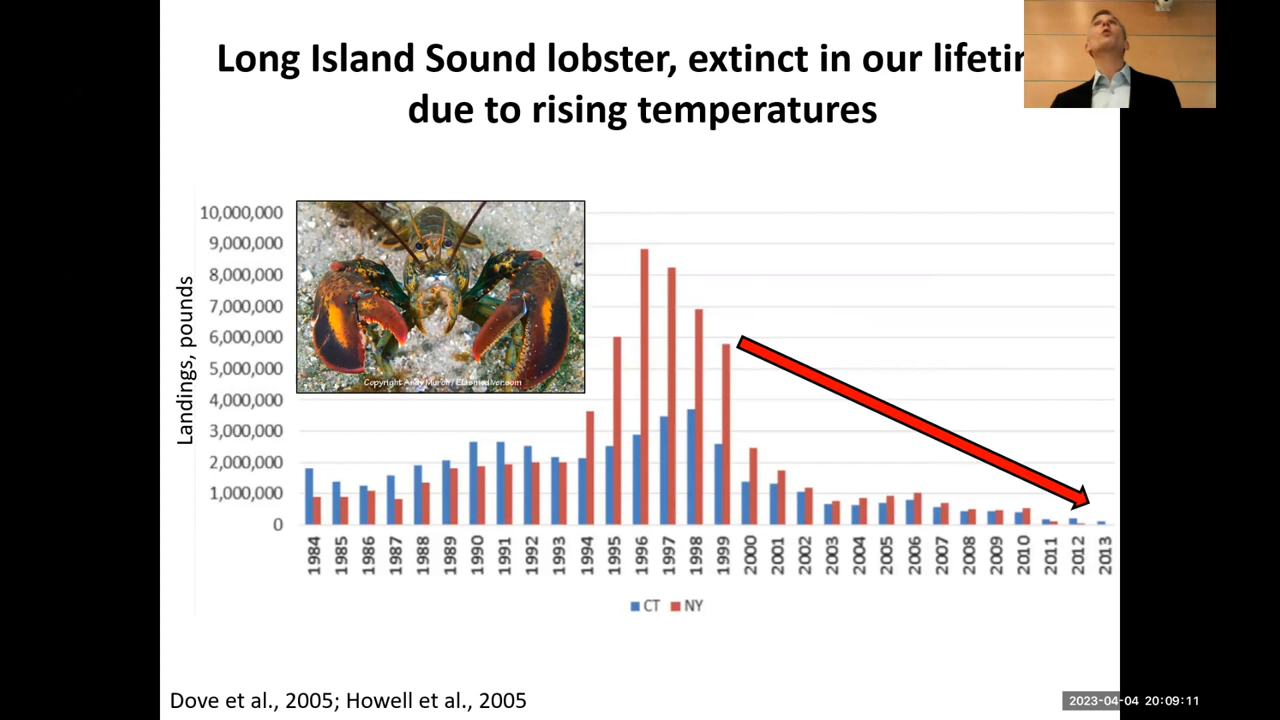 Long Island Sound lobster, extinct in our lifetin
due to rising temperatures
Landings, pounds
10,000,000
9,000,000
8,000,000
7,000,000
6,000,000
5,000,000
4,000,000
3,000,000
2,000,000
1,000,000
0
Copyright Andy Murch / Elasmodiver.com
1984 1985 1986 1987 1988 1989 1990 1991 1992 1993 1994 1995 1996 1997 1998 1999 2000 2001 2002 2003 2004 2005 2006 2007 2008 2009 2010 2011 2012 2013
CT NY
Dove et al., 2005; Howell et al., 2005
2023-04-04 20:09:11